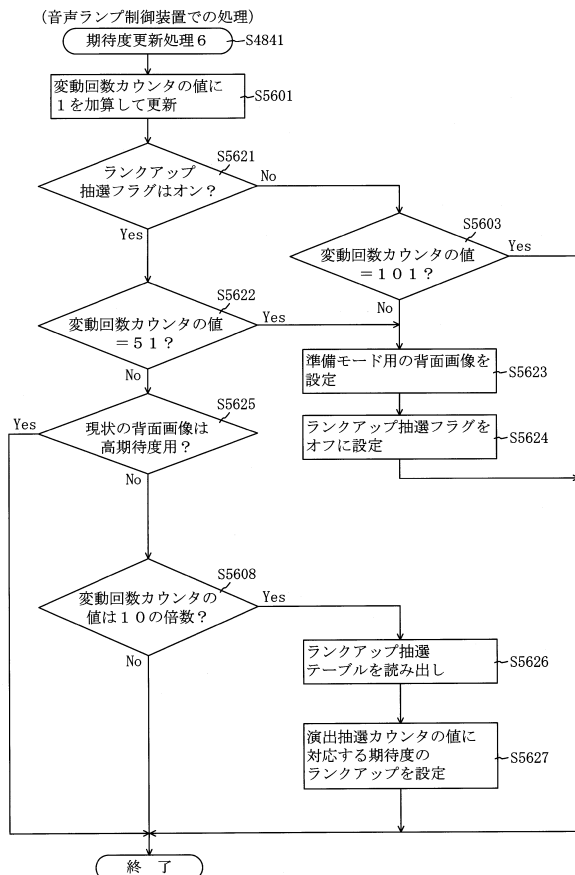 (音声ランプ制御装置での処理)
期待度更新処理6
S4841
変動回数カウンタの値に
1を加算して更新
S5601
S5621
ランクアップ
抽選フラグはオン?
No
Yes
S5603
変動回数カウンタの値
=101?
Yes
No
S5622
変動回数カウンタの値
=51?
Yes
No
準備モード用の背面画像を
設定
S5623
S5625
現状の背面画像は
高期待度用?
Yes
No
ランクアップ抽選フラグを
オフに設定
S5624
S5608
変動回数カウンタの
値は10の倍数?
Yes
No
ランクアップ抽選
テーブルを読み出し
S5626
演出抽選カウンタの値に
対応する期待度の
ランクアップを設定
S5627
終 了